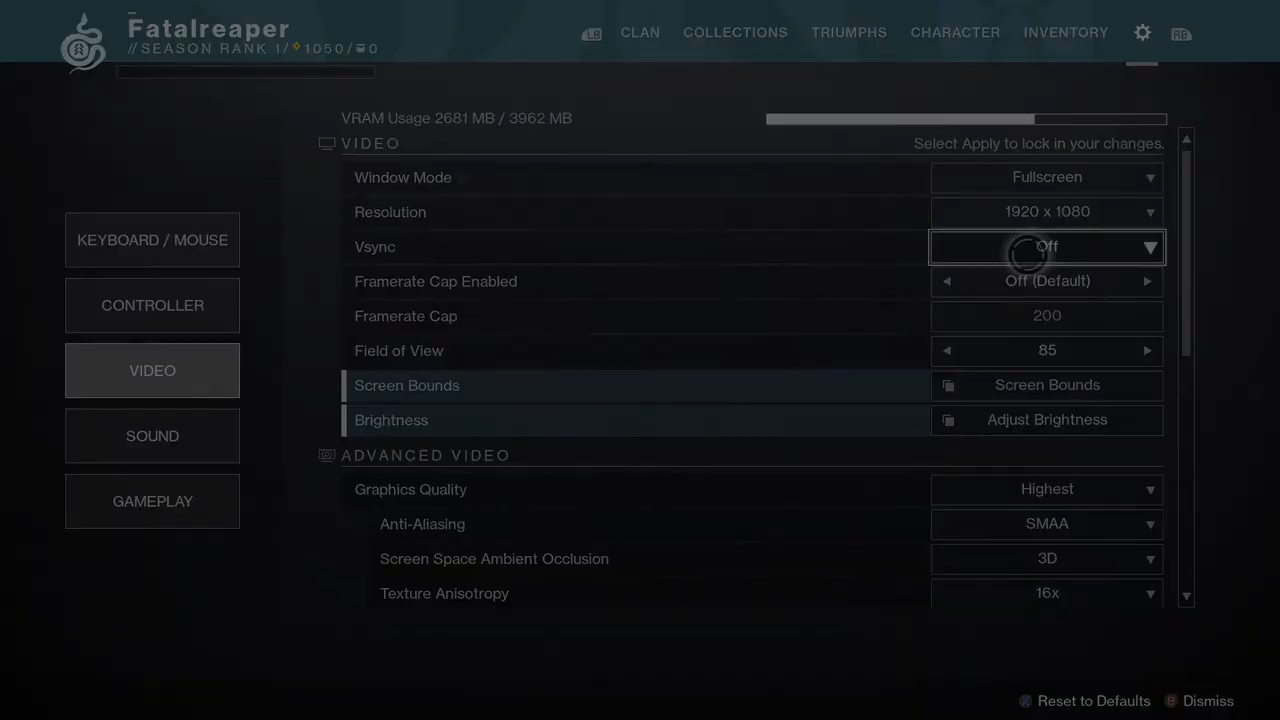 Fatalreaper
//SEASON RANK 1/ 1050/ 0
LB CLAN COLLECTIONS TRIUMPHS CHARACTER INVENTORY RB
VRAM Usage 2681 MB / 3962 MB
VIDEO
Select Apply to lock in your changes.
Window Mode Fullscreen
Resolution 1920 x 1080
Vsync Off
Framerate Cap Enabled Off (Default)
Framerate Cap 200
Field of View 85
Screen Bounds Screen Bounds
Brightness Adjust Brightness
ADVANCED VIDEO
Graphics Quality Highest
Anti-Aliasing SMAA
Screen Space Ambient Occlusion 3D
Texture Anisotropy 16x
KEYBOARD / MOUSE
CONTROLLER
VIDEO
SOUND
GAMEPLAY
X Reset to Defaults B Dismiss